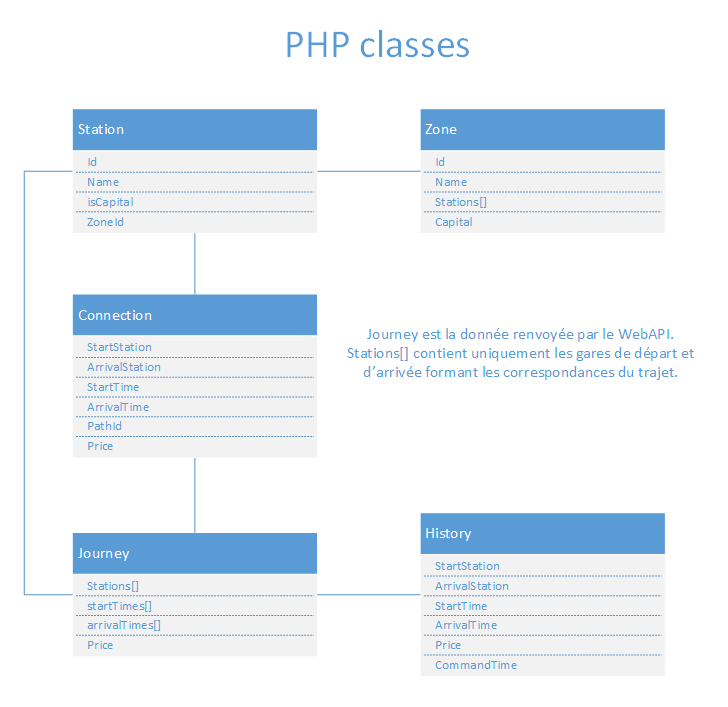 PHP classes
Station
Id
Name
isCapital
ZoneId
Zone
Id
Name
Stations[]
Capital
Connection
StartStation
ArrivalStation
StartTime
ArrivalTime
PathId
Price
Journey est la donnée renvoyée par le WebAPI.
Stations[] contient uniquement les gares de départ et
d’arrivée formant les correspondances du trajet.
Journey
Stations[]
startTimes[]
arrivalTimes[]
Price
History
StartStation
ArrivalStation
StartTime
ArrivalTime
Price
CommandTime